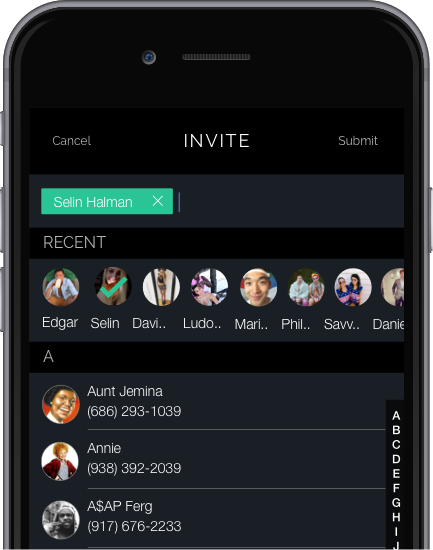 Cancel INVITE Submit
Selin Halman
RECENT
Edgar Selin Davi.. Ludo.. Mari.. Phil.. Savv.. Danie
A
Aunt Jemina
(686) 293-1039
Annie
(938) 392-2039
A$AP Ferg
(917) 676-2233
A
B
C
D
E
F
G
H
I
J